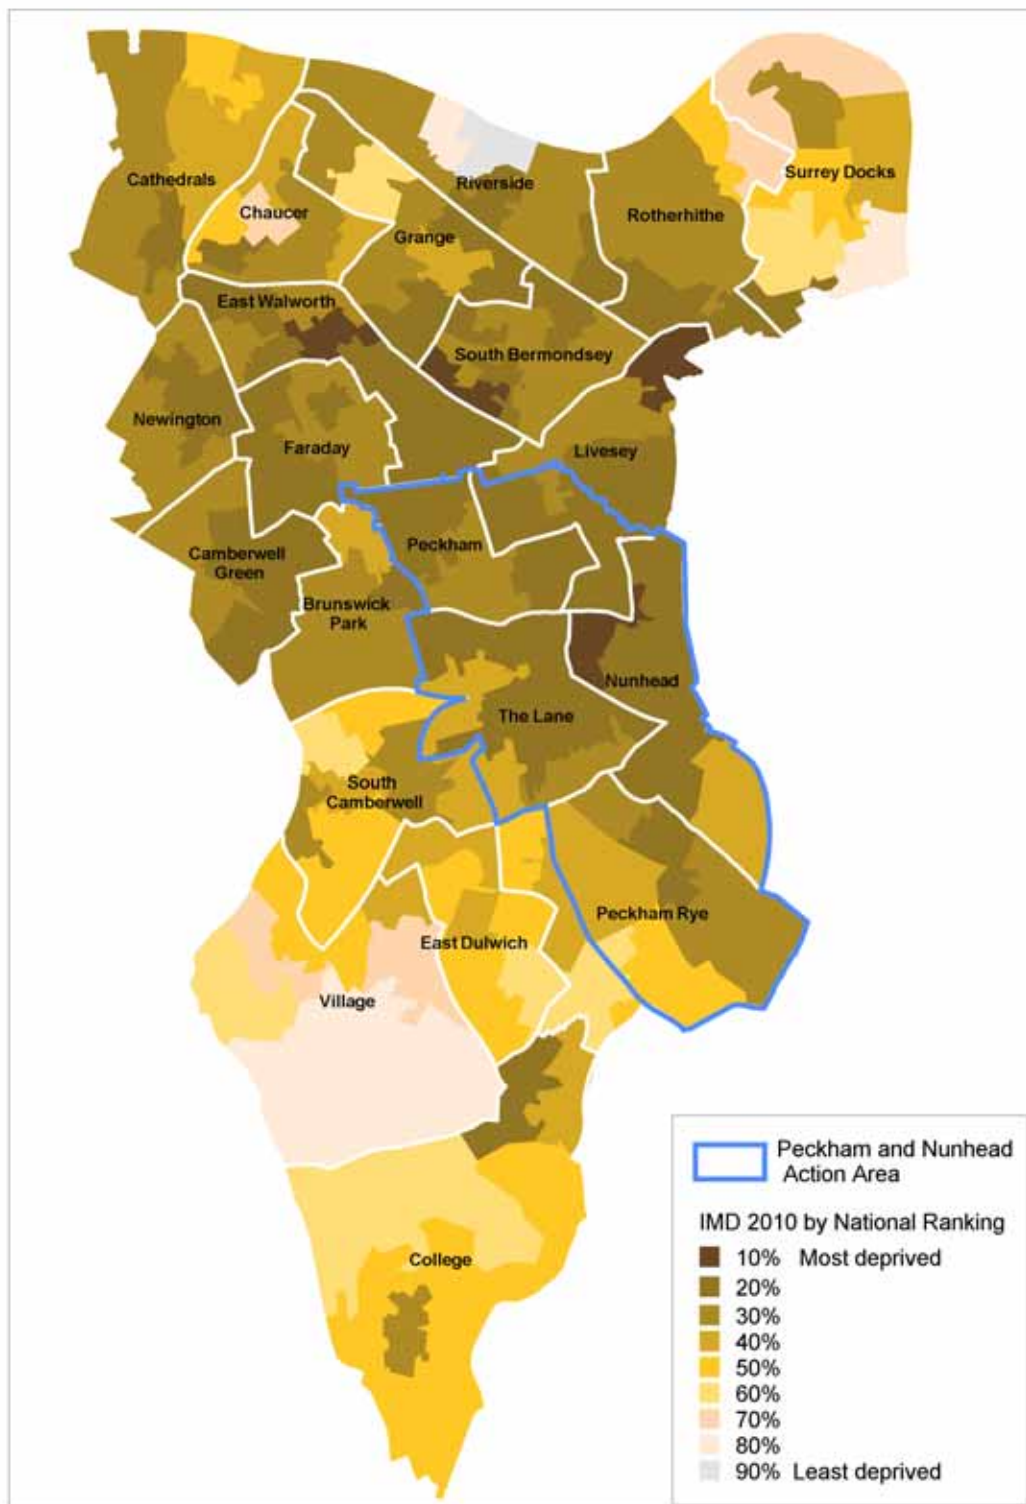 Cathedrals
Chaucer
Riverside
Surrey Docks
Rotherhithe
Grange
East Walworth
South Bermondsey
Newington
Faraday
Livesey
Camberwell
Green
Peckham
Brunswick
Park
Nunhead
The Lane
South
Camberwell
Peckham Rye
East Dulwich
Village
College
Peckham and Nunhead
Action Area
IMD 2010 by National Ranking
10% Most deprived
20%
30%
40%
50%
60%
70%
80%
90% Least deprived